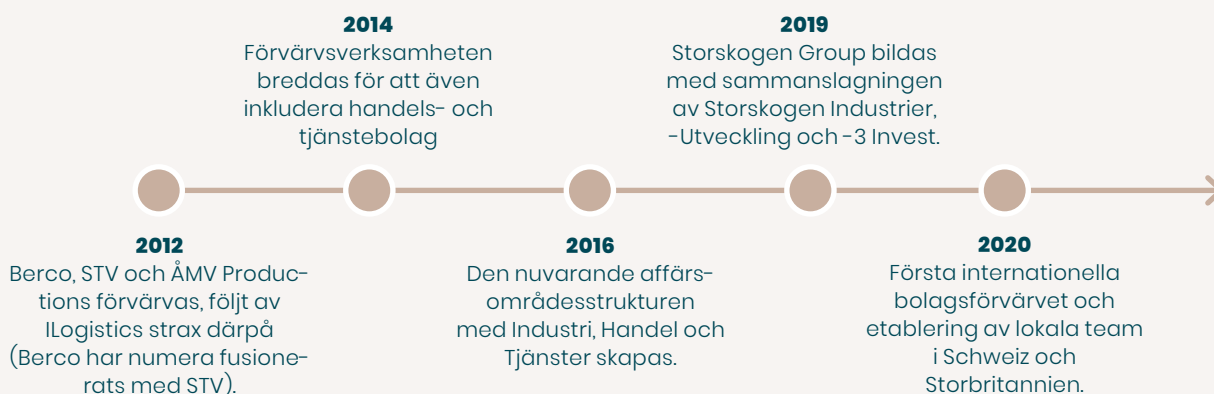 2014
Förvärvsverksamheten
breddas för att även
inkludera handels- och
tjänstebolag
2019
Storskogen Group bildas
med sammanslagningen
av Storskogen Industrier,
-Utveckling och -3 Invest.
2012
Berco, STV och ÅMV Produc-
tions förvärvas, följt av
ILogistics strax därpå
(Berco har numera fusione-
rats med STV).
2016
Den nuvarande affärs-
områdesstrukturen
med Industri, Handel och
Tjänster skapas.
2020
Första internationella
bolagsförvärvet och
etablering av lokala team
i Schweiz och
Storbritannien.